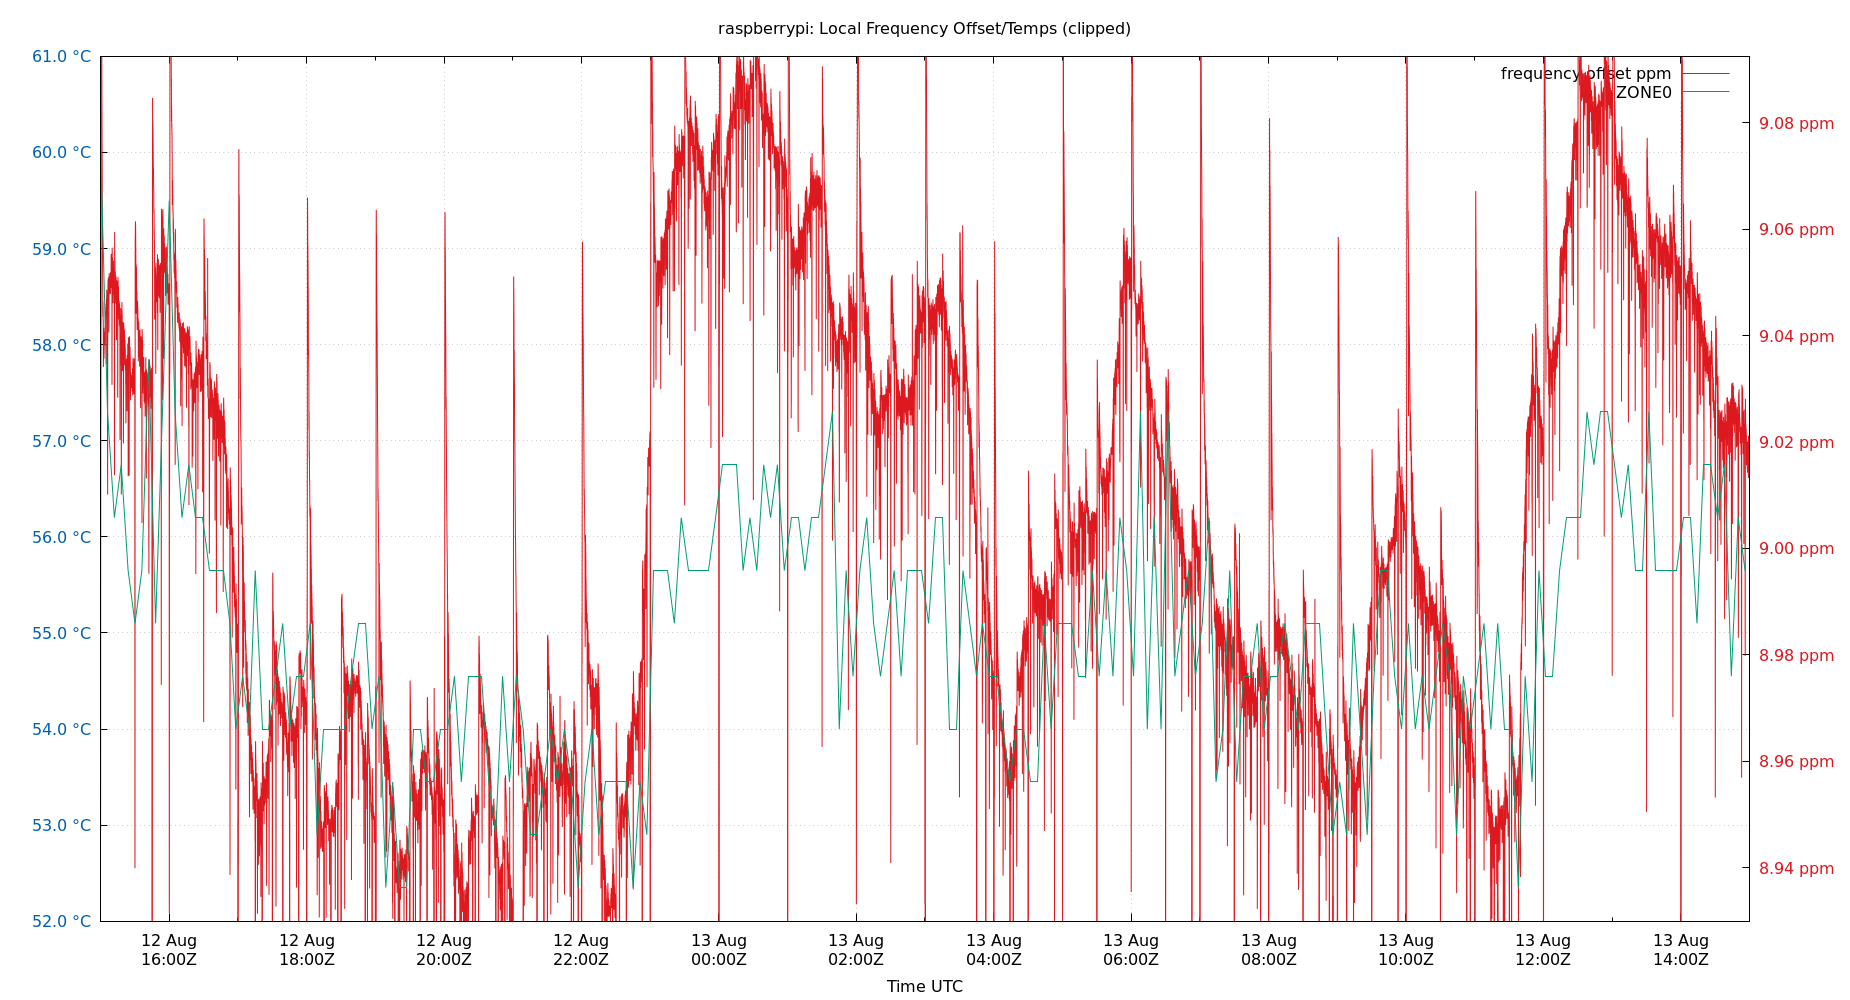 raspberrypi: Local Frequency Offset/Temps (clipped)
61.0 °C
60.0 °C
59.0 °C
58.0 °C
57.0 °C
56.0 °C
55.0 °C
54.0 °C
53.0 °C
52.0 °C
frequency offset ppm
ZONE0
9.08 ppm
9.06 ppm
9.04 ppm
9.02 ppm
9.00 ppm
8.98 ppm
8.96 ppm
8.94 ppm
12 Aug 12 Aug 12 Aug 12 Aug 13 Aug 13 Aug 13 Aug 13 Aug 13 Aug 13 Aug 13 Aug 13 Aug
16:00Z 18:00Z 20:00Z 22:00Z 00:00Z 02:00Z 04:00Z 06:00Z 08:00Z 10:00Z 12:00Z 14:00Z
Time UTC